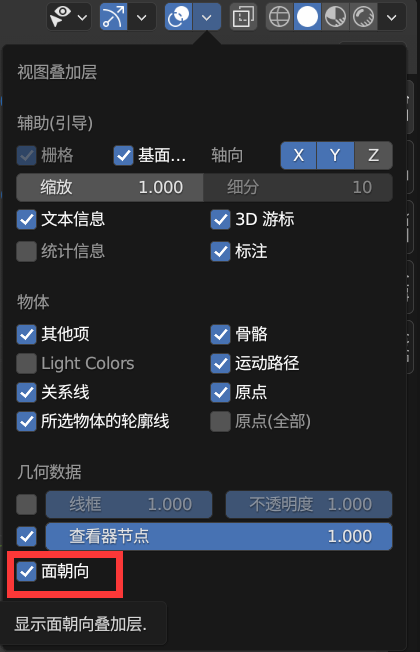 视图叠加层
辅助(引导)
栅格 基面... 轴向 X Y Z
缩放 1.000 细分 10
文本信息 3D 游标
统计信息 标注
物体
其他项 骨骼
Light Colors 运动路径
关系线 原点
所选物体的轮廓线 原点(全部)
几何数据
线框 1.000 不透明度 1.000
查看器节点 1.000
面朝向
显示面朝向叠加层.